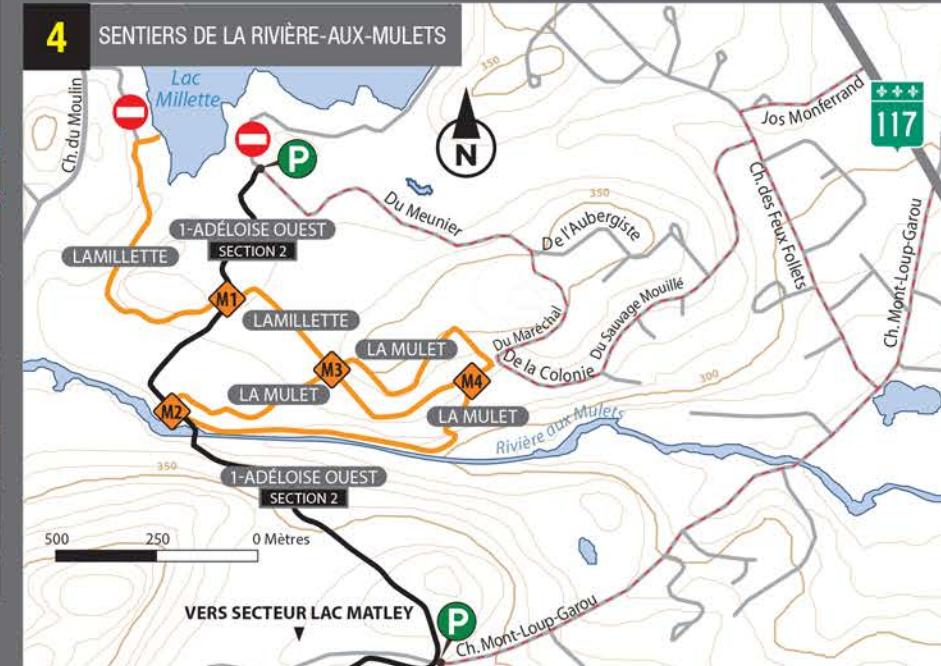 4 SENTIERS DE LA RIVIÈRE-AUX-MULETS
Lac
Millette
Ch. du Moulin
P
N
350
Jos Monferrand
117
Du Meunier
350
De l'Aubergiste
Ch. des Feux Follets
Ch. Mont-Loup-Garou
1-ADÉLOISE OUEST
SECTION 2
LAMILLETTE
M1
LAMILLETTE
Du Maréchal
Du Sauvage Mouillé
LA MULET
M3
De la Colonie
M4
300
LA MULET
M2
LA MULET
Rivière aux Mulets
350
1-ADÉLOISE OUEST
SECTION 2
500 250 0 Mètres
VERS SECTEUR LAC MATLEY
P
Ch. Mont-Loup-Garou